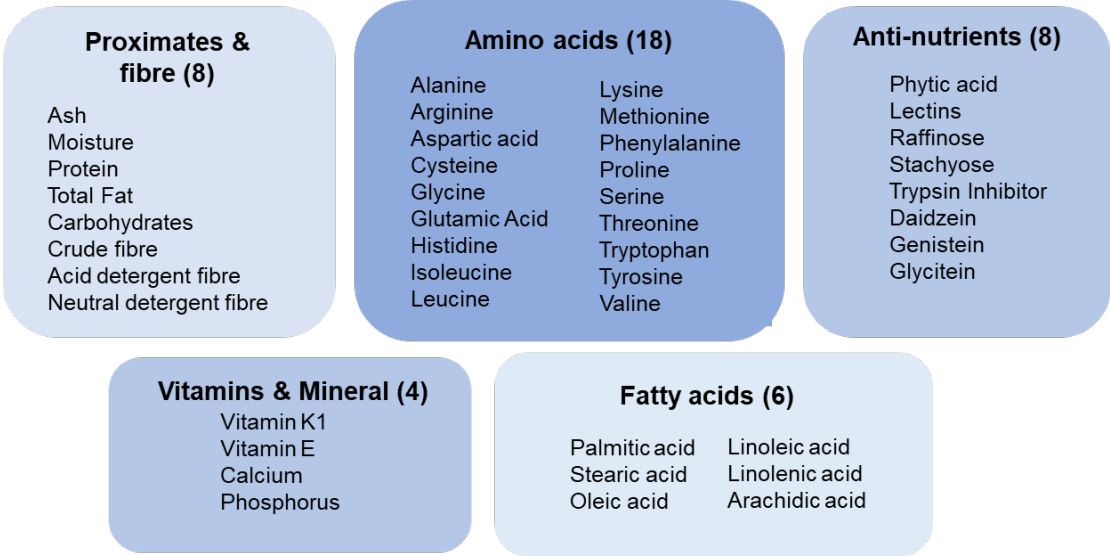 Proximates &
fibre (8)
Ash
Moisture
Protein
Total Fat
Carbohydrates
Crude fibre
Acid detergent fibre
Neutral detergent fibre
Amino acids (18)
Alanine
Arginine
Aspartic acid
Cysteine
Glycine
Glutamic Acid
Histidine
Isoleucine
Leucine
Lysine
Methionine
Phenylalanine
Proline
Serine
Threonine
Tryptophan
Tyrosine
Valine
Anti-nutrients (8)
Phytic acid
Lectins
Raffinose
Stachyose
Trypsin Inhibitor
Daidzein
Genistein
Glycitein
Vitamins & Mineral (4)
Vitamin K1
Vitamin E
Calcium
Phosphorus
Fatty acids (6)
Palmitic acid
Stearic acid
Oleic acid
Linoleic acid
Linolenic acid
Arachidic acid